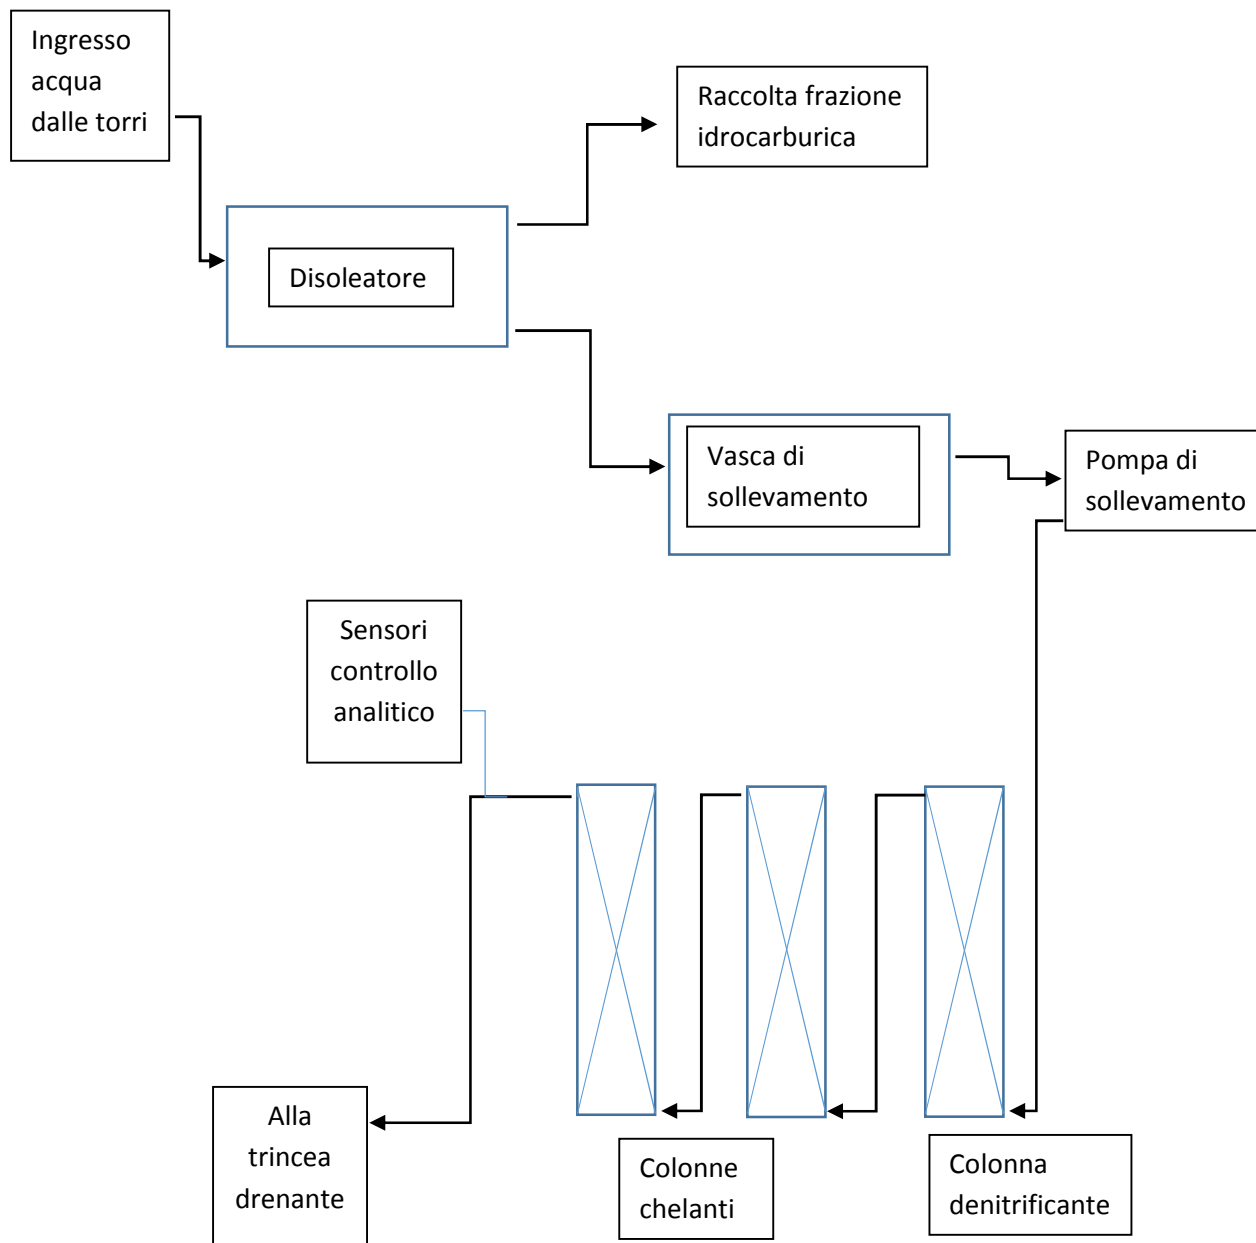 Ingresso
acqua
dalle torri
Raccolta frazione
idrocarburica
Disoleatore
Vasca di
sollevamento
Pompa di
sollevamento
Sensori
controllo
analitico
Alla
trincea
drenante
Colonne
chelanti
Colonna
denitrificante